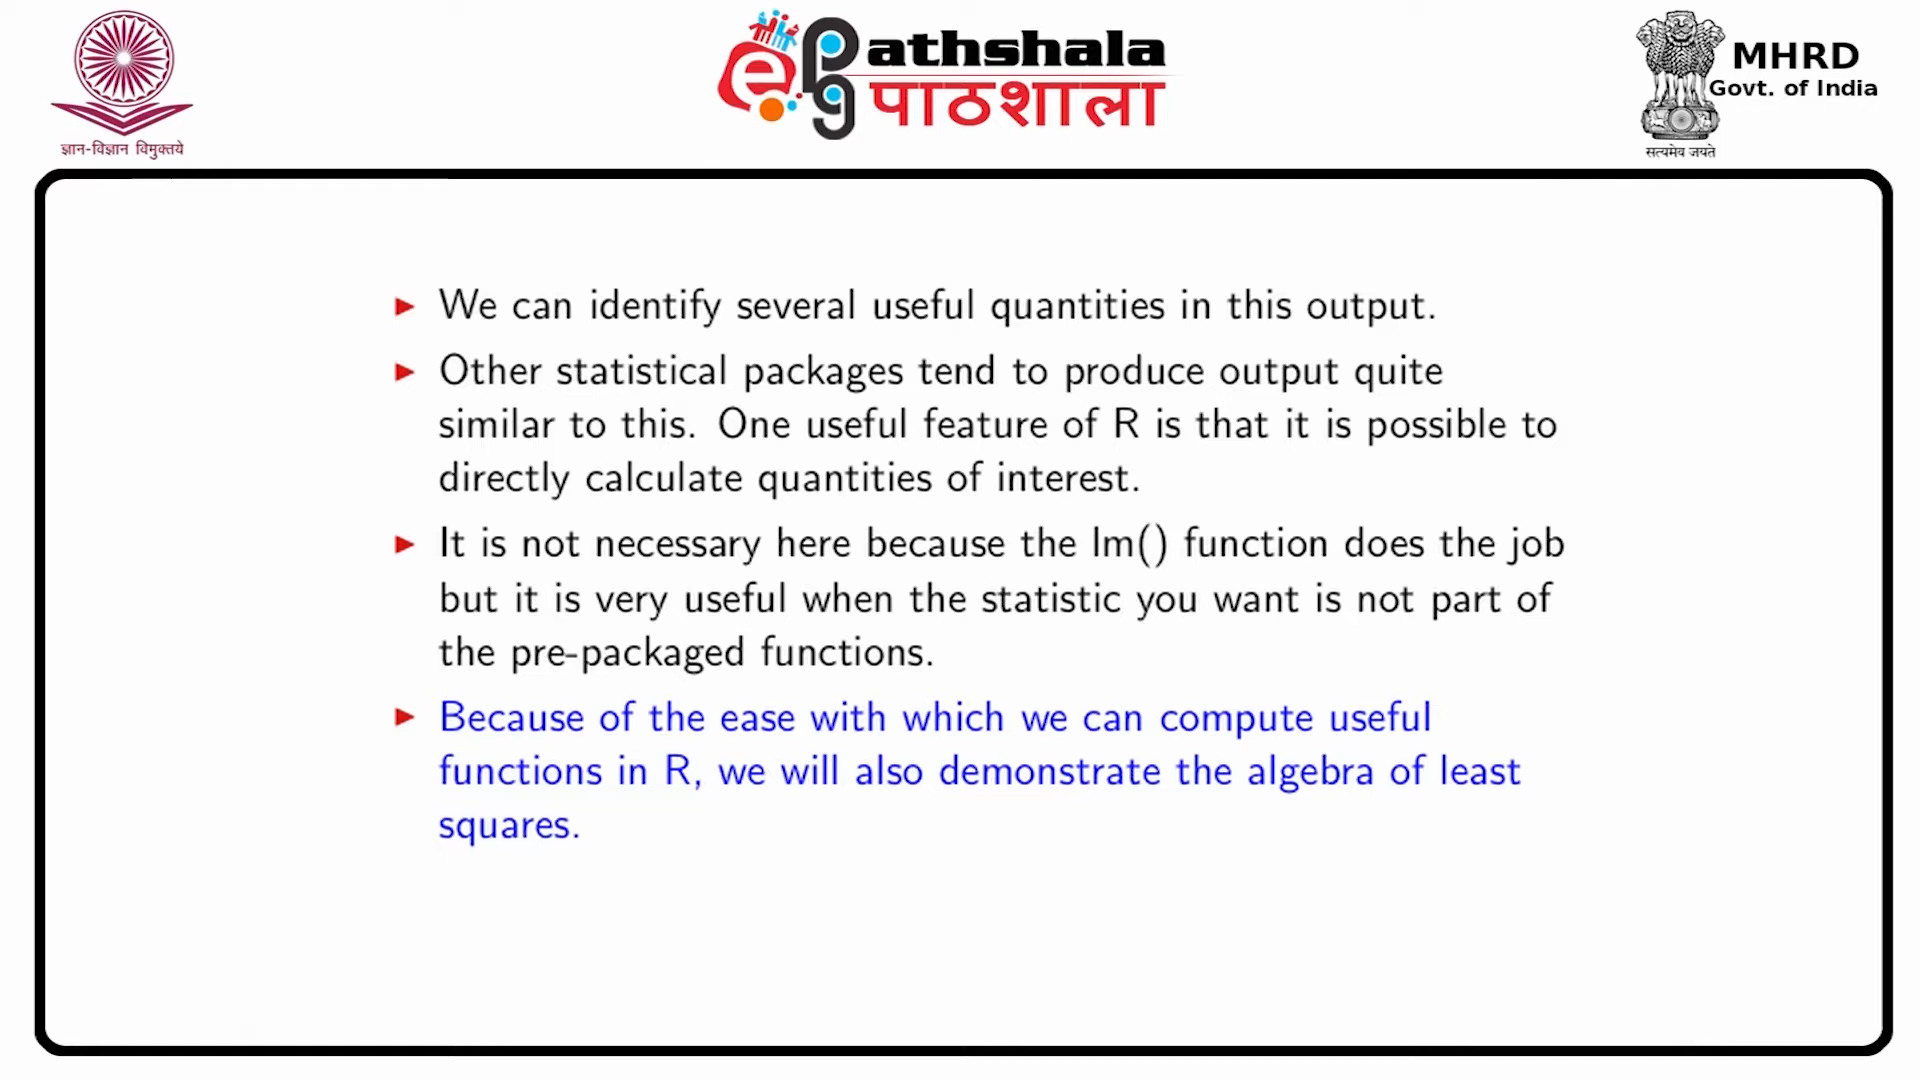 ज्ञान-विज्ञान विमुक्तये
e pg athshala
पाठशाला
MHRD
Govt. of India
सत्यमेव जयते
We can identify several useful quantities in this output.
Other statistical packages tend to produce output quite
similar to this. One useful feature of R is that it is possible to
directly calculate quantities of interest.
It is not necessary here because the lm() function does the job
but it is very useful when the statistic you want is not part of
the pre-packaged functions.
Because of the ease with which we can compute useful
functions in R, we will also demonstrate the algebra of least
squares.